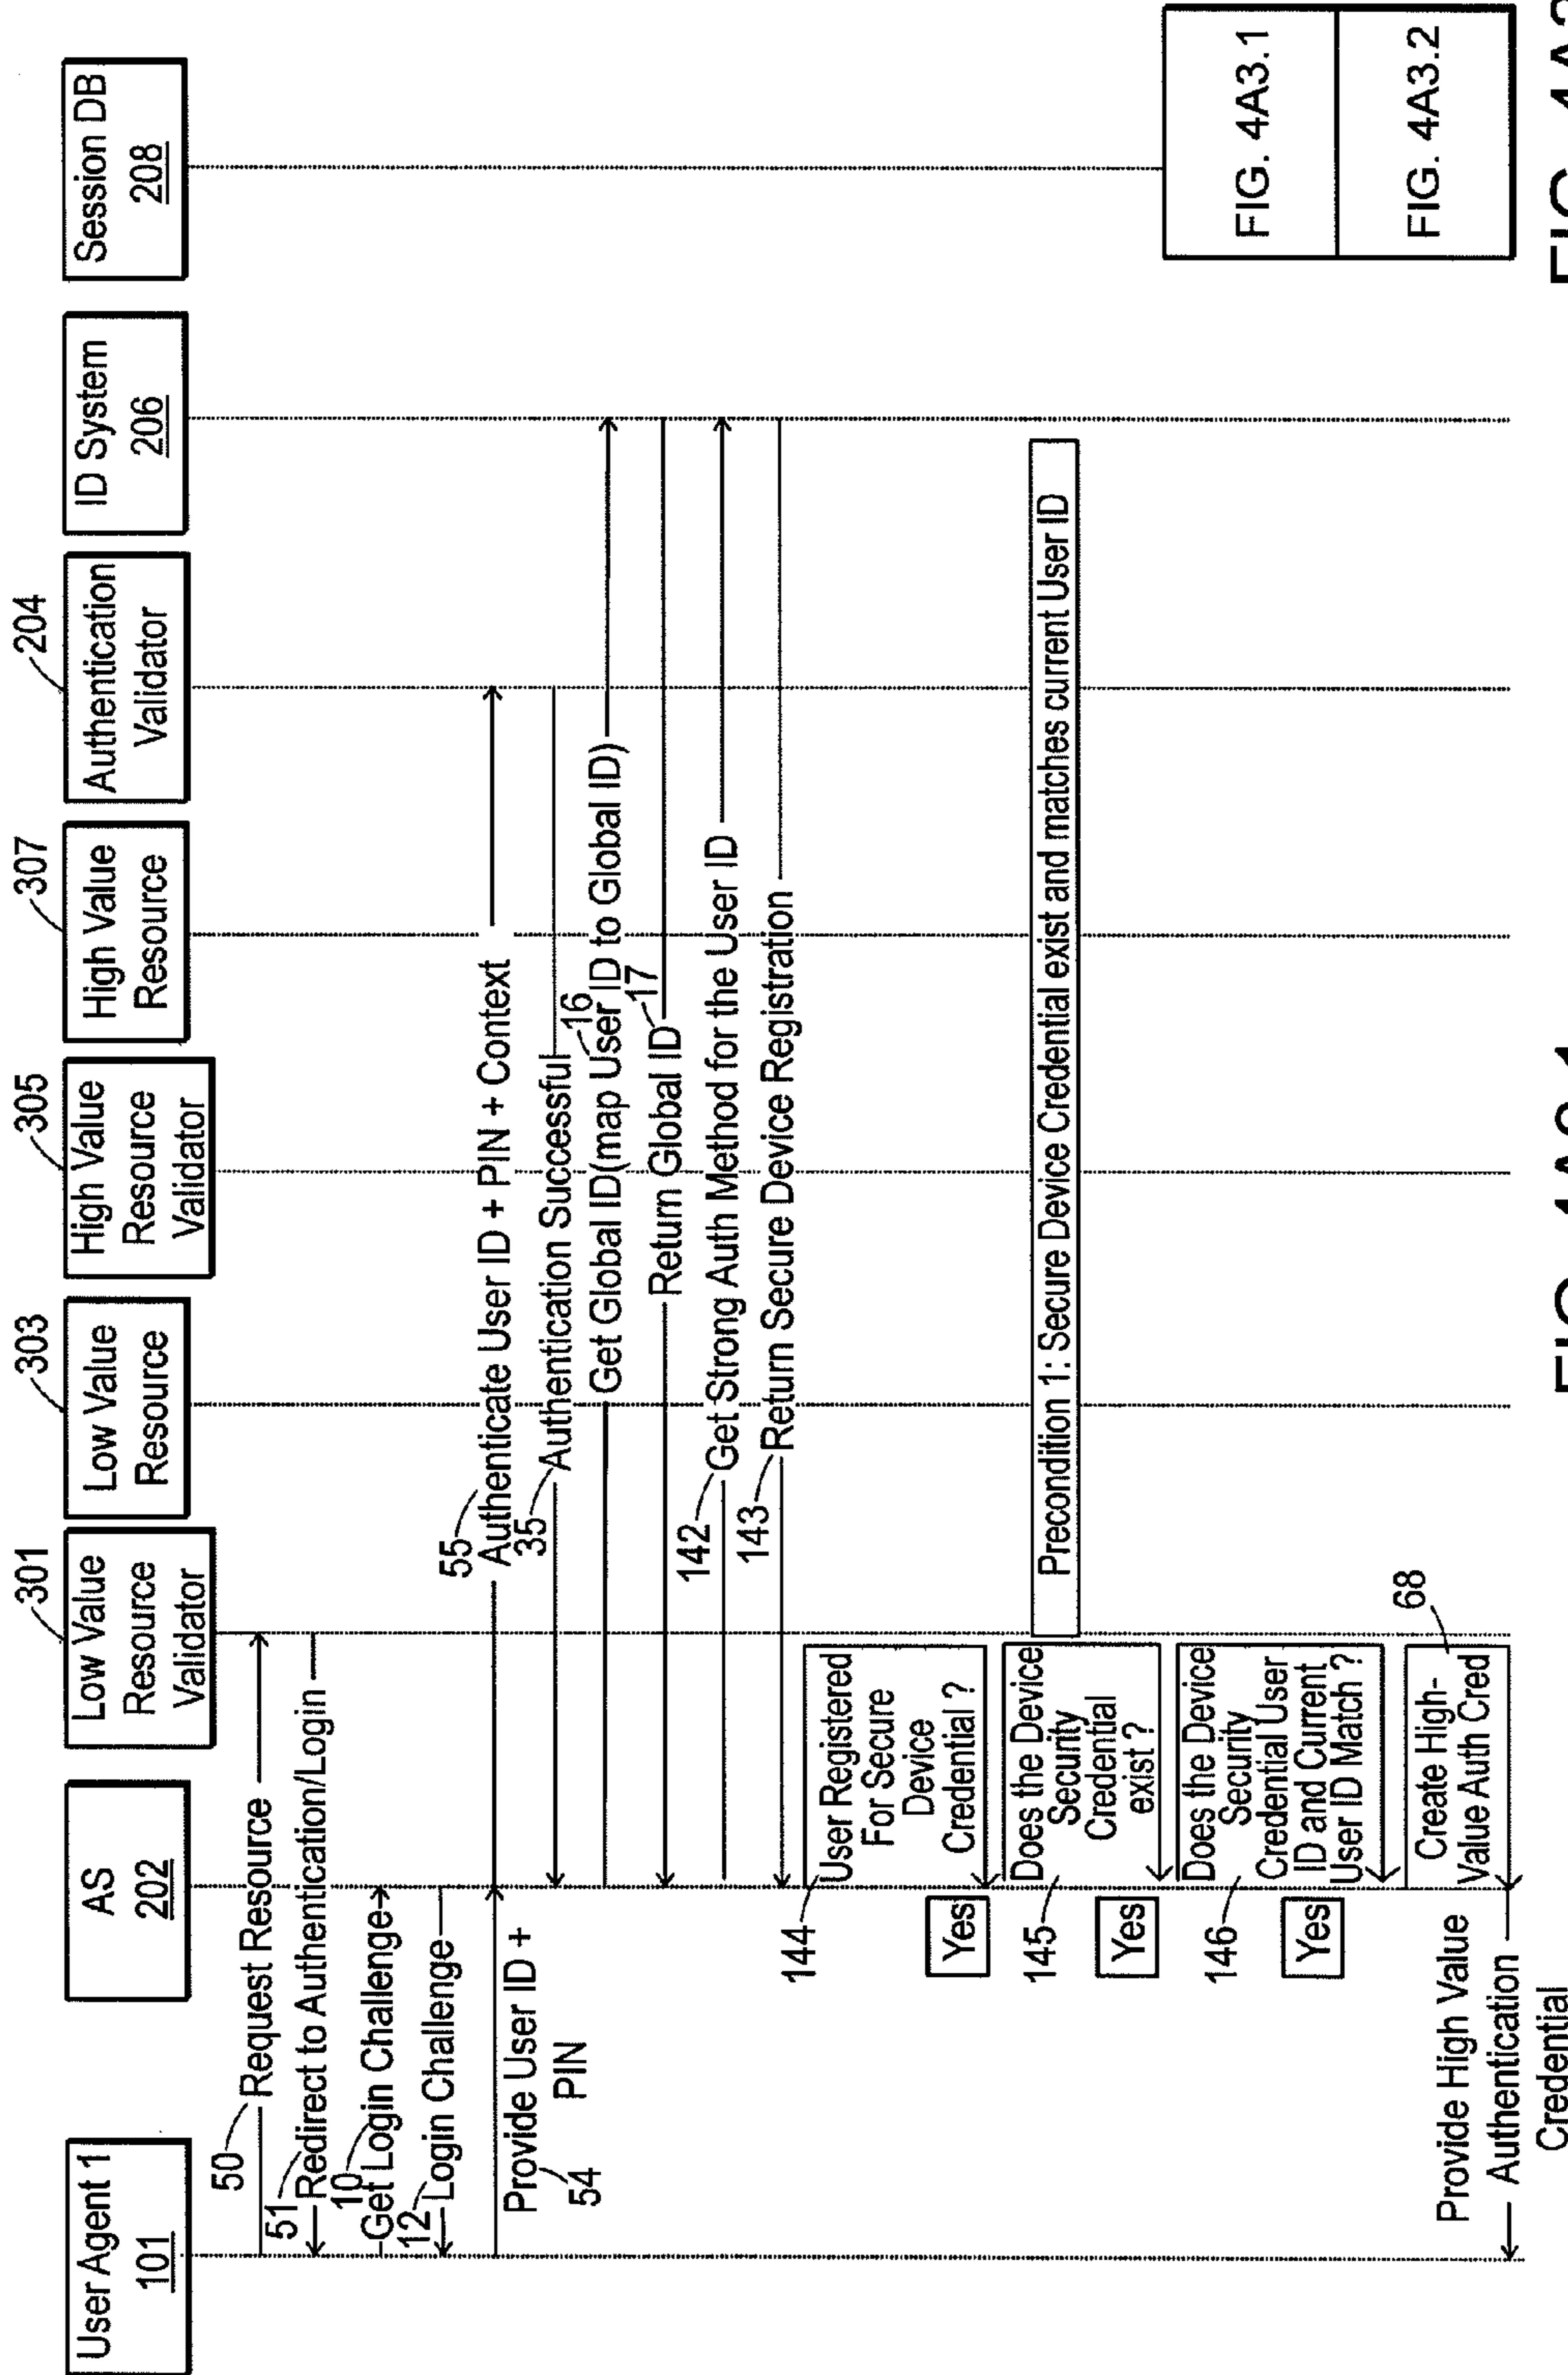 User Agent 1
101
AS
202
301
Low Value
Resource
Validator
303
Low Value
Resource
305
High Value
Resource
Validator
307
High Value
Resource
204
Authentication
Validator
ID System
206
Session DB
208
50
Request Resource
51
Redirect to Authentication/Login
10
Get Login Challenge
12
Login Challenge
Provide User ID +
PIN
54
55
Authenticate User ID + PIN + Context
35
Authentication Successful
16
Get Global ID(map User ID to Global ID)
Return Global ID
17
142
Get Strong Auth Method for the User ID
143
Return Secure Device Registration
144
User Registered
For Secure
Device
Credential ?
Yes
Precondition 1: Secure Device Credential exist and matches current User ID
145
Does the Device
Security
Credential
exist ?
Yes
146
Does the Device
Security
Credential User
ID and Current
User ID Match ?
Yes
68
Create High-
Value Auth Cred
Provide High Value
Authentication
Credential
FIG. 4A3.1
FIG. 4A3.2